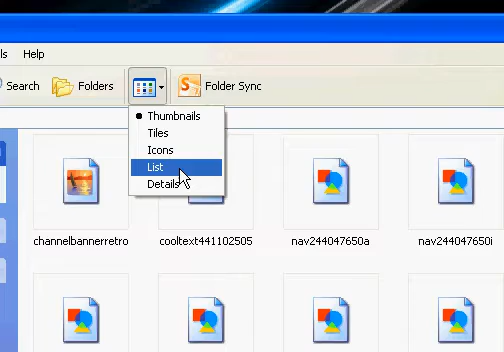 ls Help
Search Folders Folder Sync
Thumbnails
Tiles
Icons
List
Details
channelbannerretro cooltext441102505 nav244047650a nav244047650i